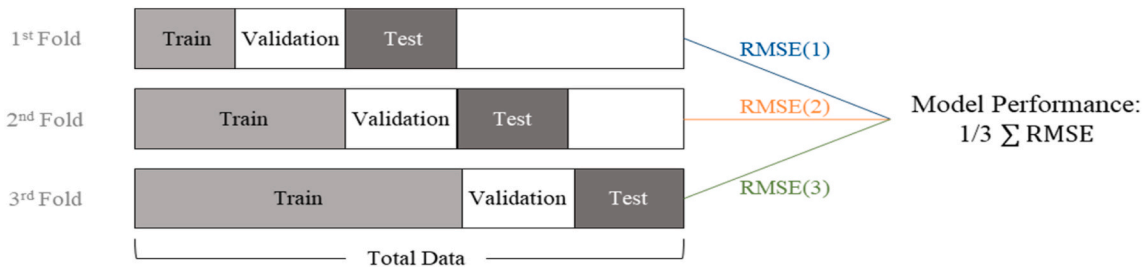 1st Fold
Train
Validation
Test
RMSE(1)
2nd Fold
Train
Validation
Test
RMSE(2)
Model Performance:
1/3 ∑ RMSE
3rd Fold
Train
Validation
Test
RMSE(3)
Total Data